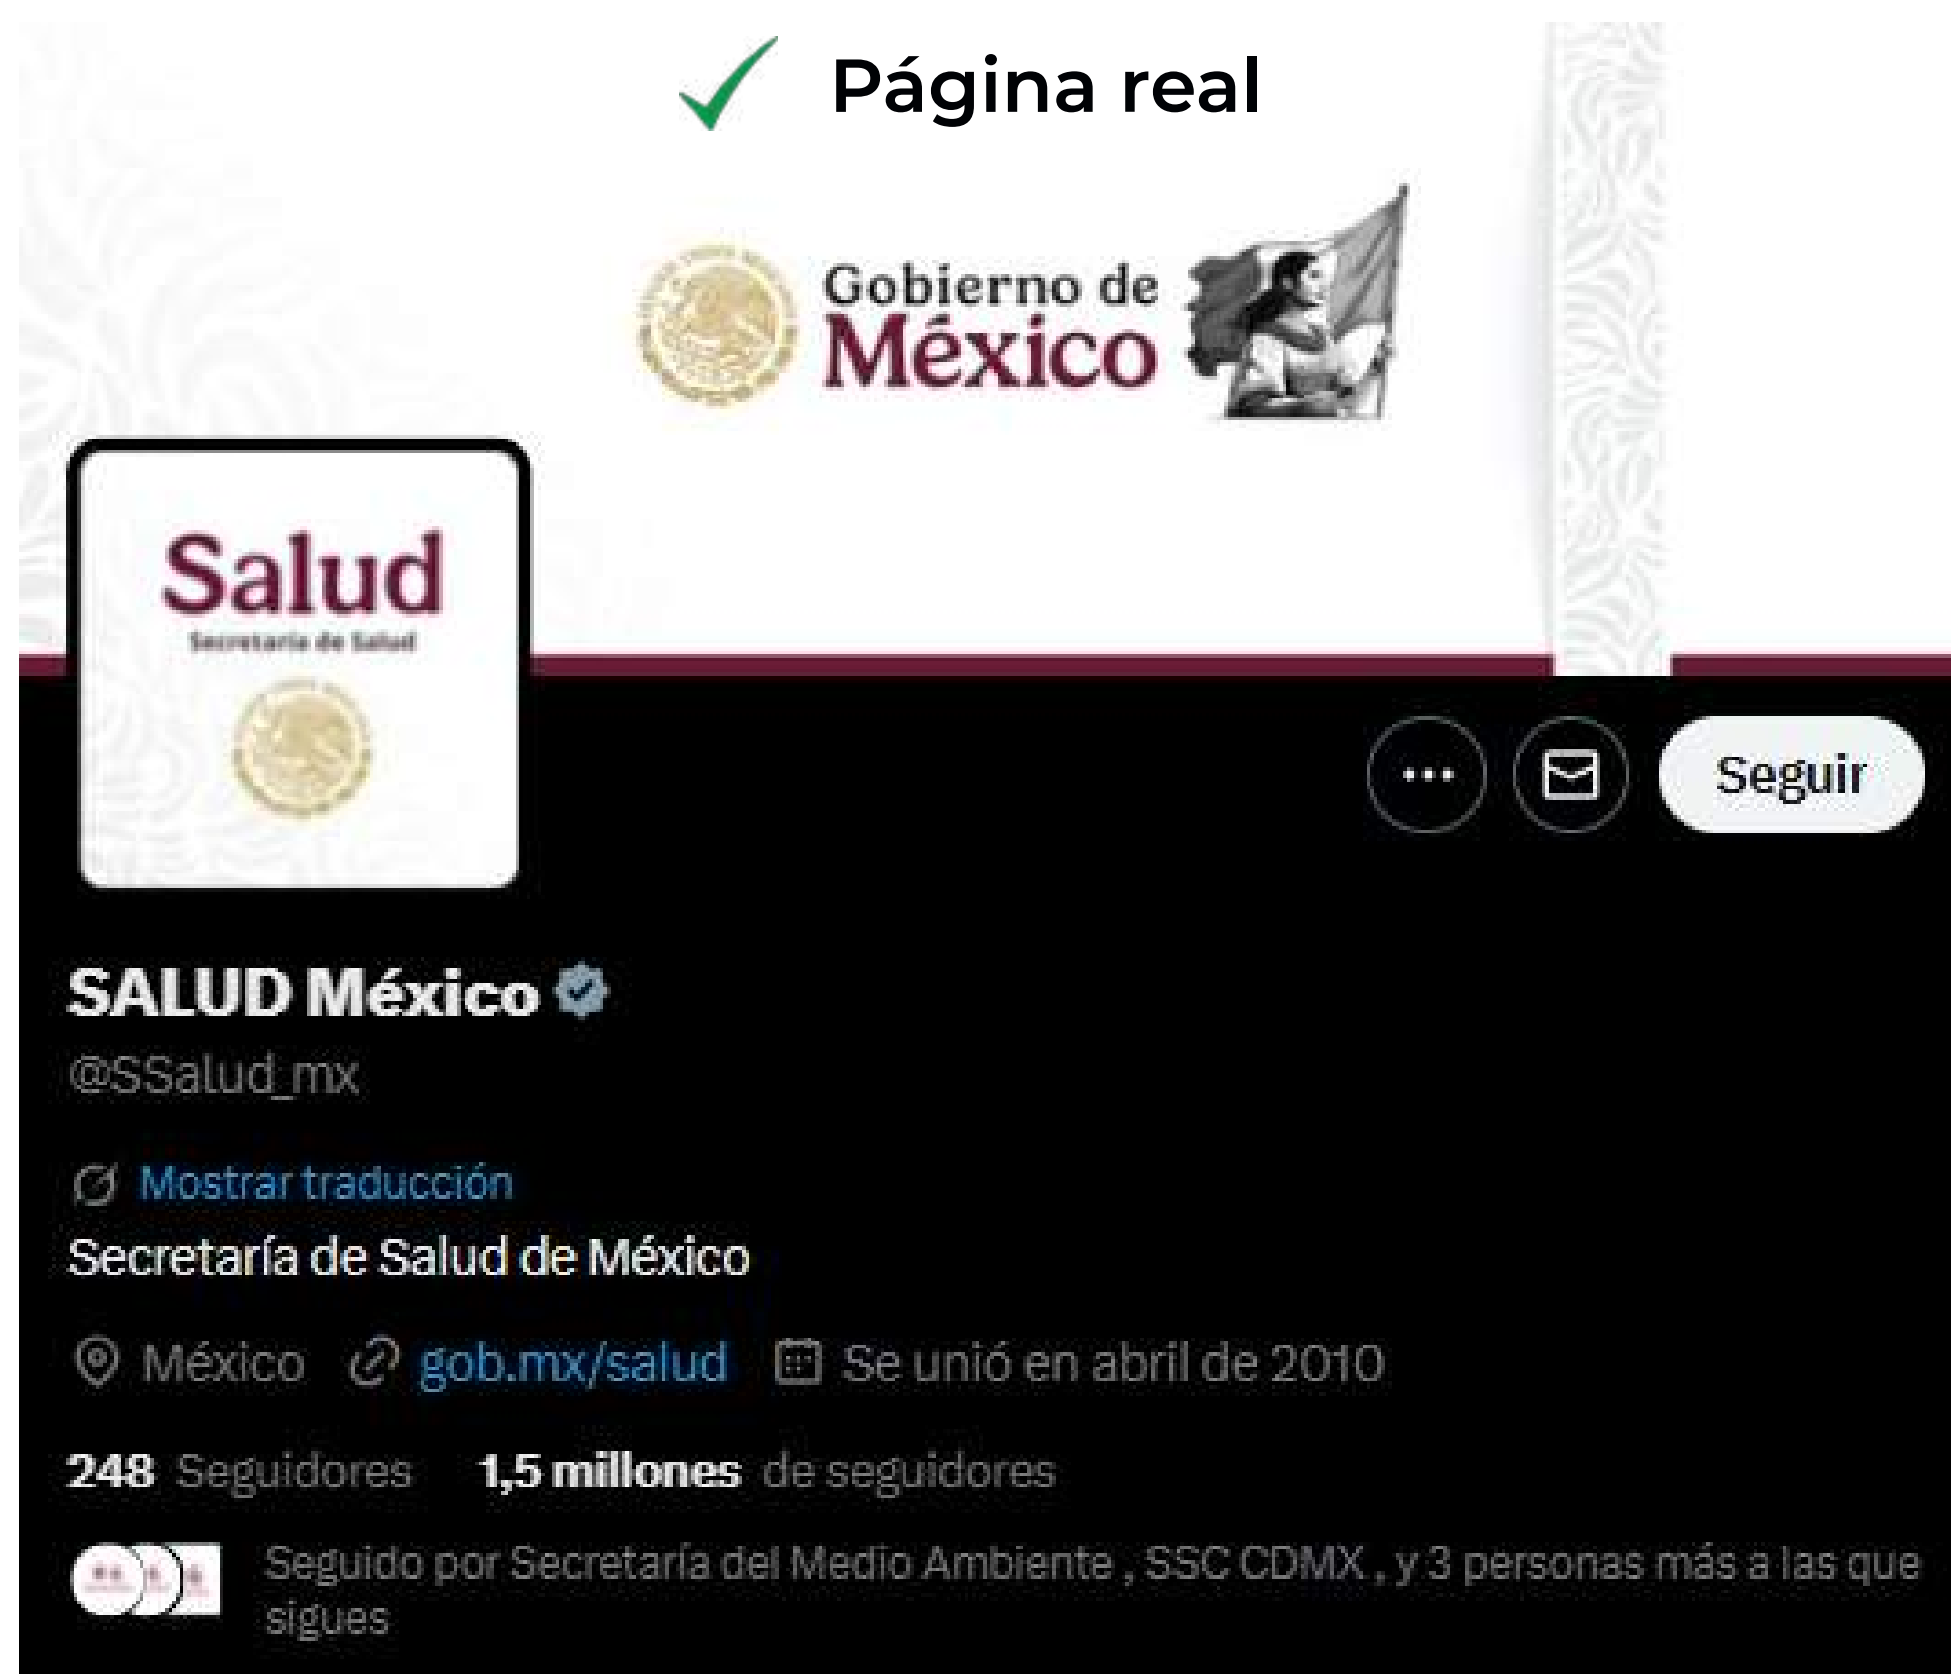 Página real
Gobierno de
México
Salud
Secretaría de Salud
Seguir
SALUD México
@SSalud_mx
Mostrar traducción
Secretaría de Salud de México
México gob.mx/salud Se unió en abril de 2010
248 Seguidores 1,5 millones de seguidores
Seguido por Secretaría del Medio Ambiente , SSC CDMX , y 3 personas más a las que
sigues